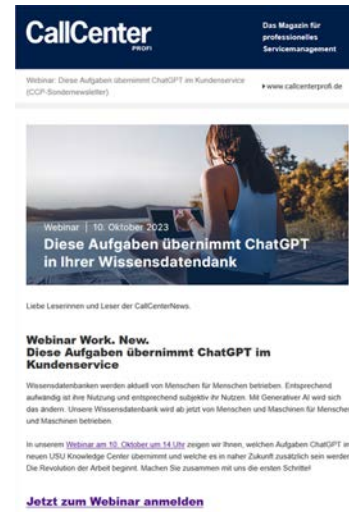 CallCenter
PROFI
Das Magazin für
professionelles
Servicemanagement
Webinar: Diese Aufgaben übernimmt ChatGPT im Kundenservice
(CCP-Sondernewsletter)
www.callcenterprofi.de
Webinar | 10. Oktober 2023
Diese Aufgaben übernimmt ChatGPT
in Ihrer Wissensdatendank
Liebe Leserinnen und Leser der CallCenterNews.
Webinar Work. New.
Diese Aufgaben übernimmt ChatGPT im
Kundenservice
Wissensdatenbanken werden aktuell von Menschen für Menschen betrieben. Entsprechend
aufwändig ist ihre Nutzung und entsprechend subjektiv ihr Nutzen. Mit Generativer AI wird sich
das ändern. Unsere Wissensdatenbank wird ab jetzt von Menschen und Maschinen für Menschen
und Maschinen betrieben.
In unserem Webinar am 10. Oktober um 14 Uhr zeigen wir Ihnen, welchen Aufgaben ChatGPT im
neuen USU Knowledge Center übernimmt und welche es in naher Zukunft zusätzlich sein werden.
Die Revolution der Arbeit beginnt. Machen Sie zusammen mit uns die ersten Schritte!
Jetzt zum Webinar anmelden